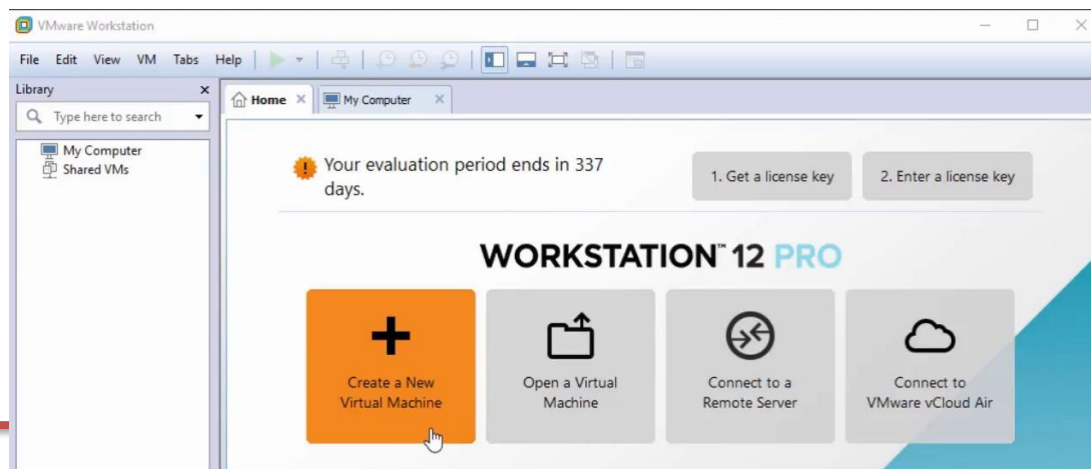 VMware Workstation
File Edit View VM Tabs Help
Library
Type here to search
My Computer
Shared VMs
Home
My Computer
Your evaluation period ends in 337
days.
1. Get a license key
2. Enter a license key
WORKSTATION™ 12 PRO
Create a New
Virtual Machine
Open a Virtual
Machine
Connect to a
Remote Server
Connect to
VMware vCloud Air